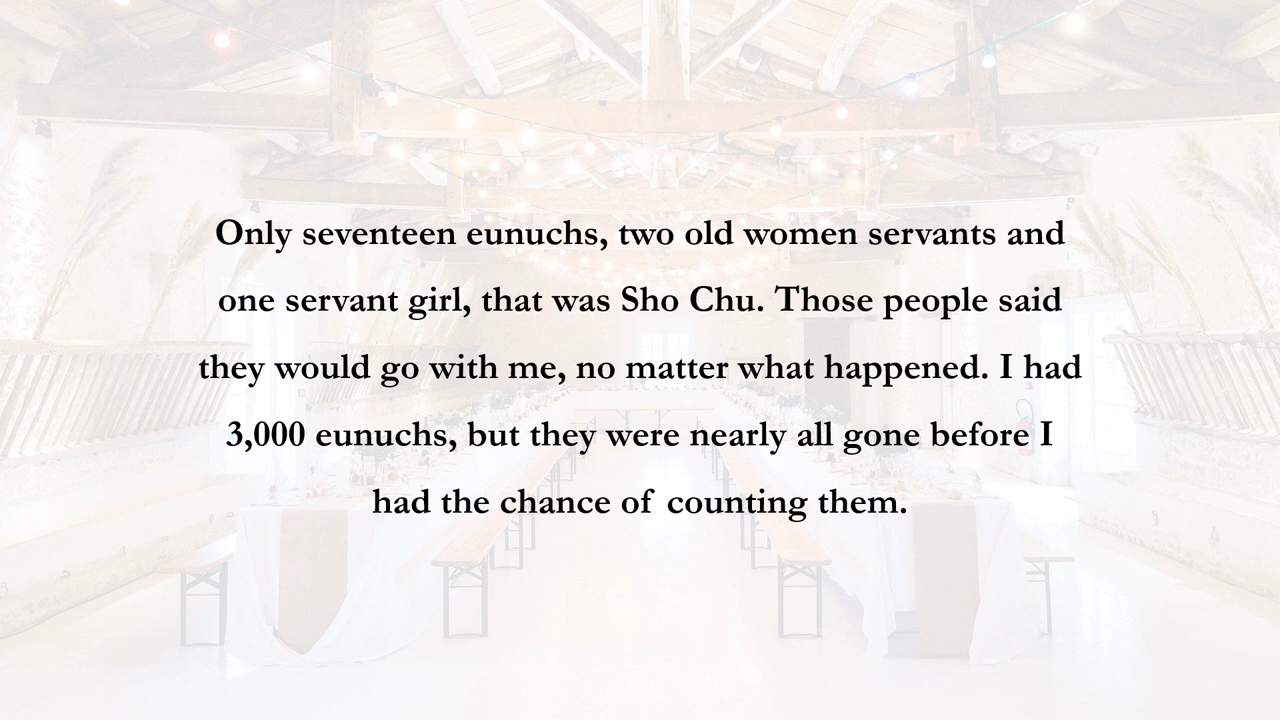 Only seventeen eunuchs, two old women servants and
one servant girl, that was Sho Chu. Those people said
they would go with me, no matter what happened. I had
3,000 eunuchs, but they were nearly all gone before I
had the chance of counting them.